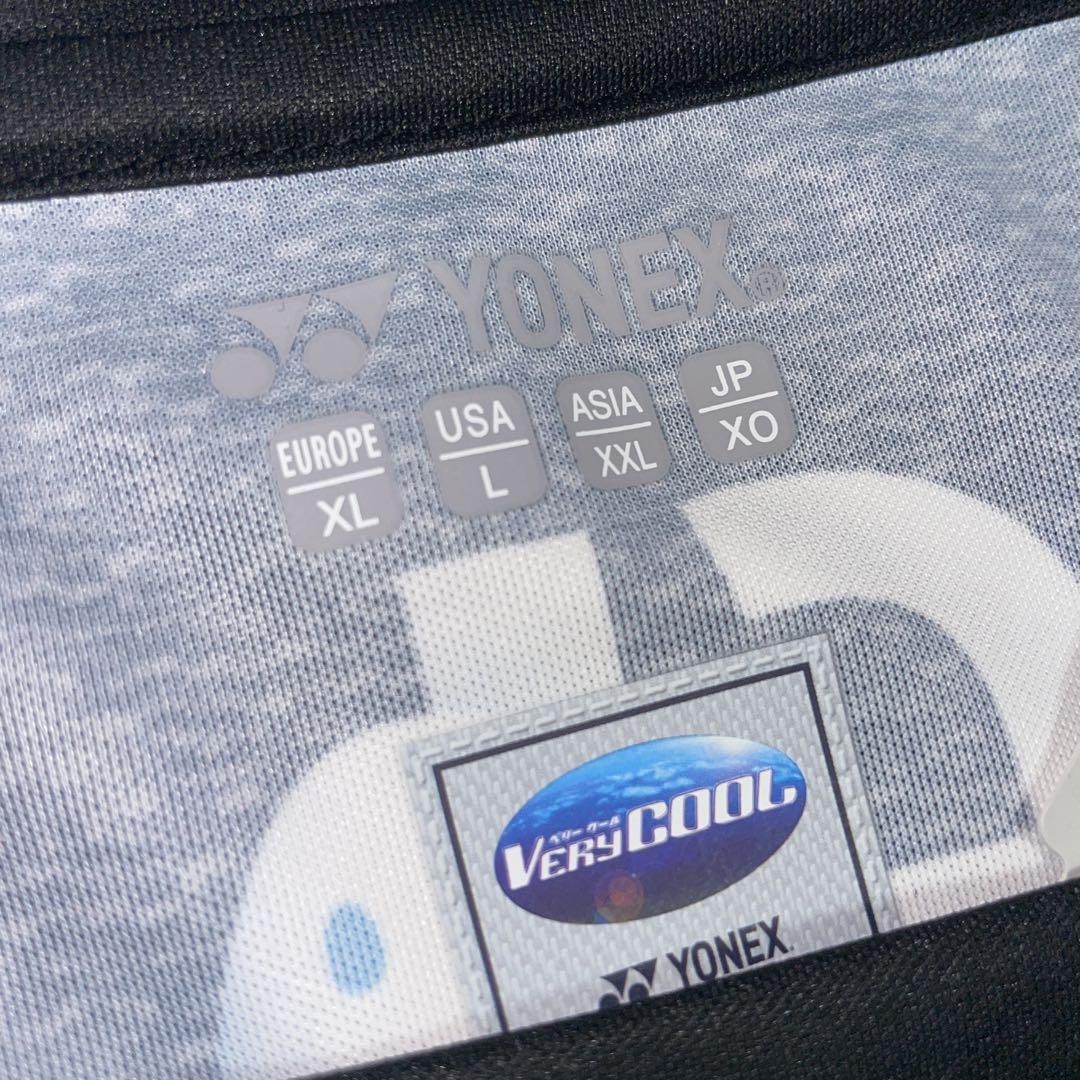 YONEX®
EUROPE
XL
USA
L
ASIA
XXL
JP
XO
ベリー クール
VERYCOOL
YONEX